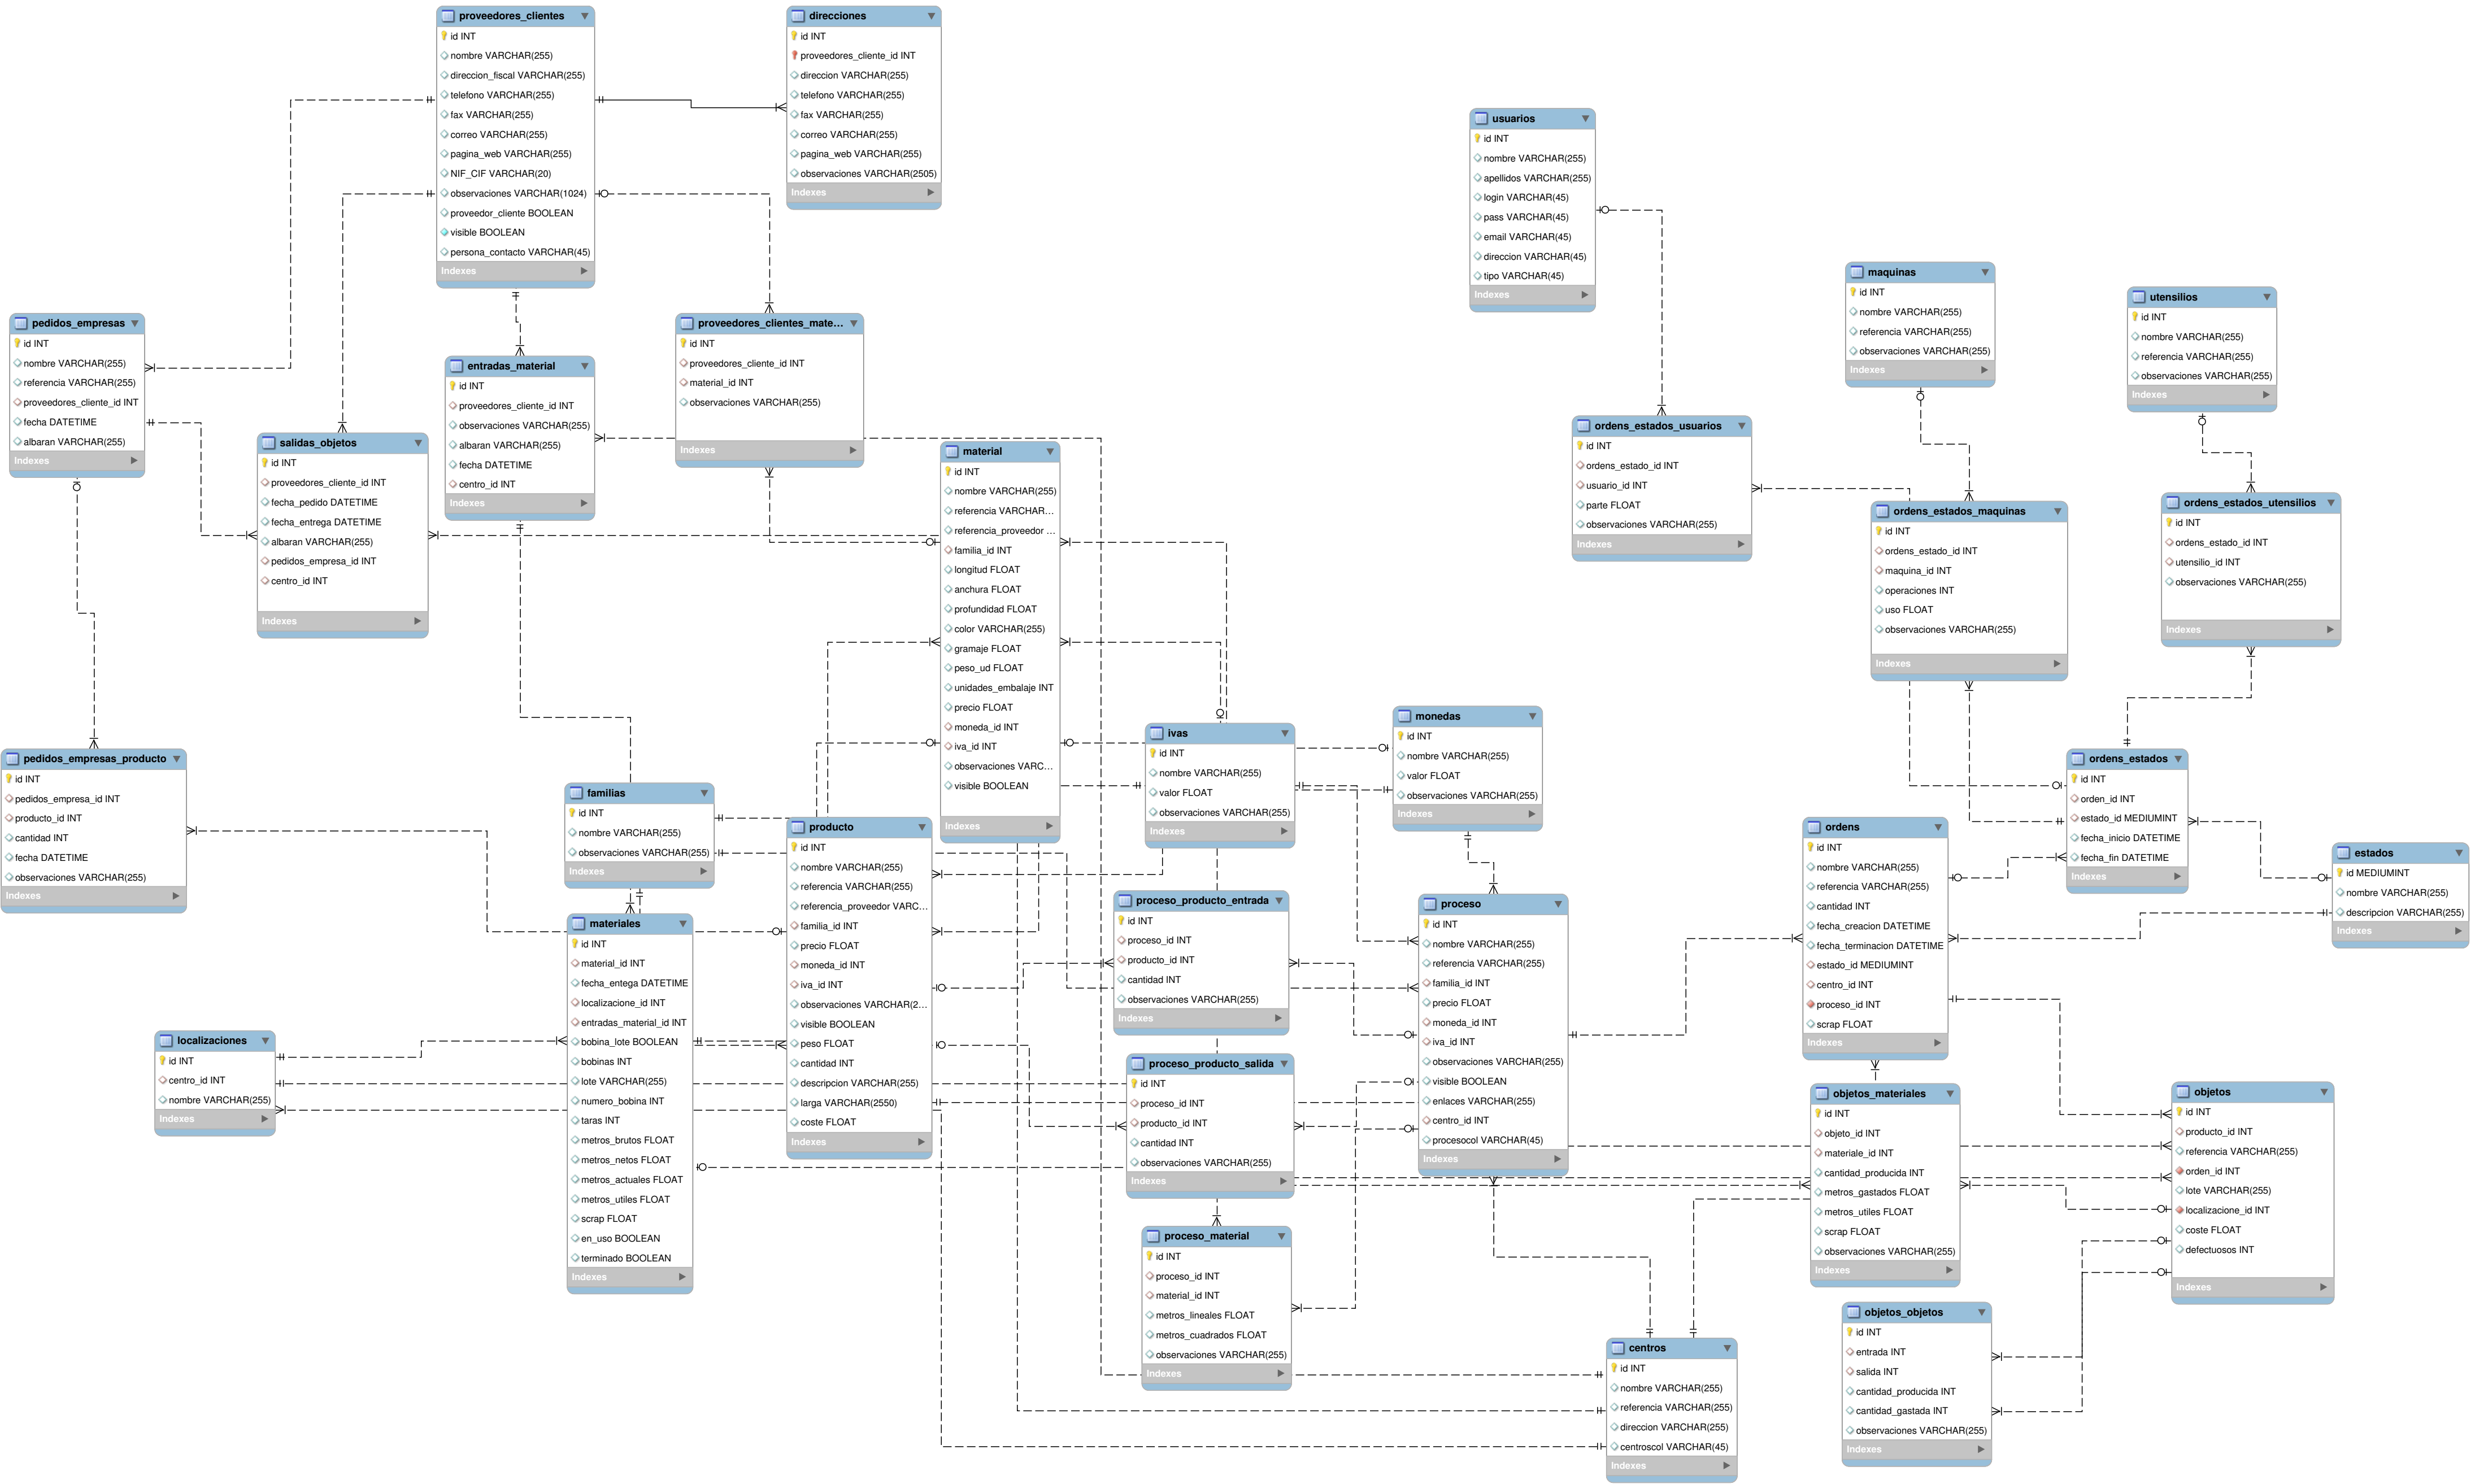 proveedores_clientes
id INT
nombre VARCHAR(255)
direccion_fiscal VARCHAR(255)
telefono VARCHAR(255)
fax VARCHAR(255)
correo VARCHAR(255)
pagina_web VARCHAR(255)
NIF_CIF VARCHAR(20)
observaciones VARCHAR(1024)
proveedor_cliente BOOLEAN
visible BOOLEAN
persona_contacto VARCHAR(45)
Indexes
direcciones
id INT
proveedores_cliente_id INT
direccion VARCHAR(255)
telefono VARCHAR(255)
fax VARCHAR(255)
correo VARCHAR(255)
pagina_web VARCHAR(255)
observaciones VARCHAR(2505)
Indexes
usuarios
id INT
nombre VARCHAR(255)
apellidos VARCHAR(255)
login VARCHAR(45)
pass VARCHAR(45)
email VARCHAR(45)
direccion VARCHAR(45)
tipo VARCHAR(45)
Indexes
maquinas
id INT
nombre VARCHAR(255)
referencia VARCHAR(255)
observaciones VARCHAR(255)
Indexes
utensilios
id INT
nombre VARCHAR(255)
referencia VARCHAR(255)
observaciones VARCHAR(255)
Indexes
pedidos_empresas
id INT
nombre VARCHAR(255)
referencia VARCHAR(255)
proveedores_cliente_id INT
fecha DATETIME
albaran VARCHAR(255)
Indexes
proveedores_clientes_mate...
id INT
proveedores_cliente_id INT
material_id INT
observaciones VARCHAR(255)
Indexes
entradas_material
id INT
proveedores_cliente_id INT
observaciones VARCHAR(255)
albaran VARCHAR(255)
fecha DATETIME
centro_id INT
Indexes
salidas_objetos
id INT
proveedores_cliente_id INT
fecha_pedido DATETIME
fecha_entrega DATETIME
albaran VARCHAR(255)
pedidos_empresa_id INT
centro_id INT
Indexes
material
id INT
nombre VARCHAR(255)
referencia VARCHAR...
referencia_proveedor ...
familia_id INT
longitud FLOAT
anchura FLOAT
profundidad FLOAT
color VARCHAR(255)
gramaje FLOAT
peso_ud FLOAT
unidades_embalaje INT
precio FLOAT
moneda_id INT
iva_id INT
observaciones VARC...
visible BOOLEAN
Indexes
ordens_estados_usuarios
id INT
ordens_estado_id INT
usuario_id INT
parte FLOAT
observaciones VARCHAR(255)
Indexes
ordens_estados_maquinas
id INT
ordens_estado_id INT
maquina_id INT
operaciones INT
uso FLOAT
observaciones VARCHAR(255)
Indexes
ordens_estados_utensilios
id INT
ordens_estado_id INT
utensilio_id INT
observaciones VARCHAR(255)
Indexes
pedidos_empresas_producto
id INT
pedidos_empresa_id INT
producto_id INT
cantidad INT
fecha DATETIME
observaciones VARCHAR(255)
Indexes
familias
id INT
nombre VARCHAR(255)
observaciones VARCHAR(255)
Indexes
ivas
id INT
nombre VARCHAR(255)
valor FLOAT
observaciones VARCHAR(255)
Indexes
monedas
id INT
nombre VARCHAR(255)
valor FLOAT
observaciones VARCHAR(255)
Indexes
ordens_estados
id INT
orden_id INT
estado_id MEDIUMINT
fecha_inicio DATETIME
fecha_fin DATETIME
Indexes
estados
id MEDIUMINT
nombre VARCHAR(255)
descripcion VARCHAR(255)
Indexes
producto
id INT
nombre VARCHAR(255)
referencia VARCHAR(255)
referencia_proveedor VARC...
familia_id INT
precio FLOAT
moneda_id INT
iva_id INT
observaciones VARCHAR(2...
visible BOOLEAN
peso FLOAT
cantidad INT
descripcion VARCHAR(255)
larga VARCHAR(2550)
coste FLOAT
Indexes
ordens
id INT
nombre VARCHAR(255)
referencia VARCHAR(255)
cantidad INT
fecha_creacion DATETIME
fecha_terminacion DATETIME
estado_id MEDIUMINT
centro_id INT
proceso_id INT
scrap FLOAT
Indexes
materiales
id INT
material_id INT
fecha_entega DATETIME
localizacione_id INT
entradas_material_id INT
bobina_lote BOOLEAN
bobinas INT
lote VARCHAR(255)
numero_bobina INT
taras INT
metros_brutos FLOAT
metros_netos FLOAT
metros_actuales FLOAT
metros_utiles FLOAT
scrap FLOAT
en_uso BOOLEAN
terminado BOOLEAN
Indexes
proceso_producto_entrada
id INT
proceso_id INT
producto_id INT
cantidad INT
observaciones VARCHAR(255)
Indexes
proceso
id INT
nombre VARCHAR(255)
referencia VARCHAR(255)
familia_id INT
precio FLOAT
moneda_id INT
iva_id INT
observaciones VARCHAR(255)
visible BOOLEAN
enlaces VARCHAR(255)
centro_id INT
procesocol VARCHAR(45)
Indexes
localizaciones
id INT
centro_id INT
nombre VARCHAR(255)
Indexes
proceso_producto_salida
id INT
proceso_id INT
producto_id INT
cantidad INT
observaciones VARCHAR(255)
Indexes
objetos_materiales
id INT
objeto_id INT
materiale_id INT
cantidad_producida INT
metros_gastados FLOAT
metros_utiles FLOAT
scrap FLOAT
observaciones VARCHAR(255)
Indexes
objetos
id INT
producto_id INT
referencia VARCHAR(255)
orden_id INT
lote VARCHAR(255)
localizacione_id INT
coste FLOAT
defectuosos INT
Indexes
proceso_material
id INT
proceso_id INT
material_id INT
metros_lineales FLOAT
metros_cuadrados FLOAT
observaciones VARCHAR(255)
Indexes
centros
id INT
nombre VARCHAR(255)
referencia VARCHAR(255)
direccion VARCHAR(255)
centroscol VARCHAR(45)
Indexes
objetos_objetos
id INT
entrada INT
salida INT
cantidad_producida INT
cantidad_gastada INT
observaciones VARCHAR(255)
Indexes